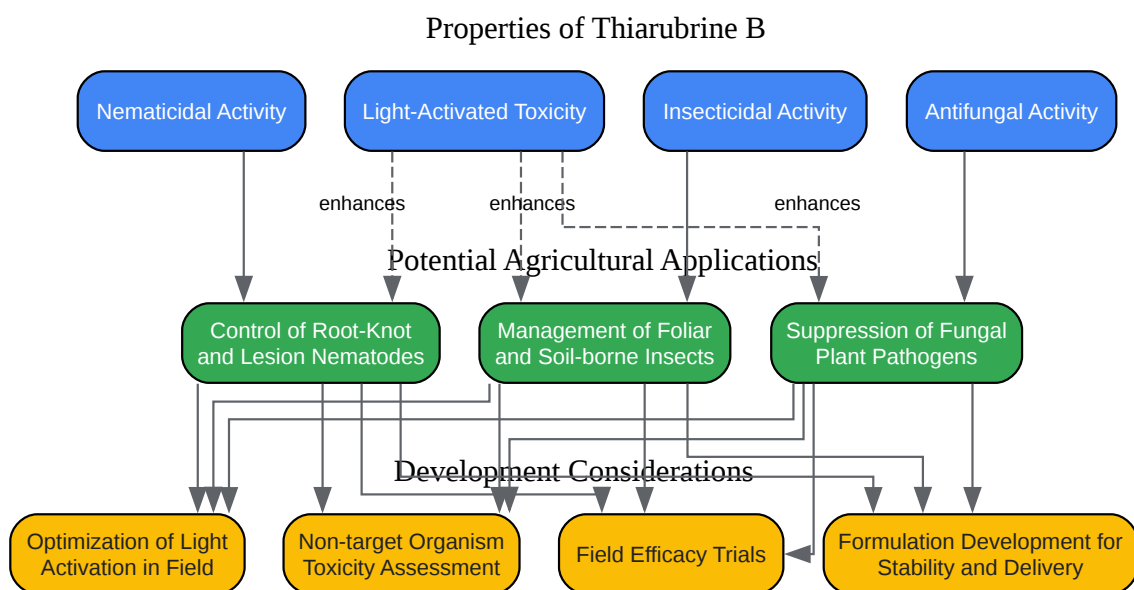 Properties of Thiarubrine B
Nematicidal Activity
Light-Activated Toxicity
Insecticidal Activity
Antifungal Activity
enhances
enhances
enhances
Potential Agricultural Applications
Control of Root-Knot
and Lesion Nematodes
Management of Foliar
and Soil-borne Insects
Suppression of Fungal
Plant Pathogens
Development Considerations
Optimization of Light
Activation in Field
Non-target Organism
Toxicity Assessment
Field Efficacy Trials
Formulation Development for
Stability and Delivery